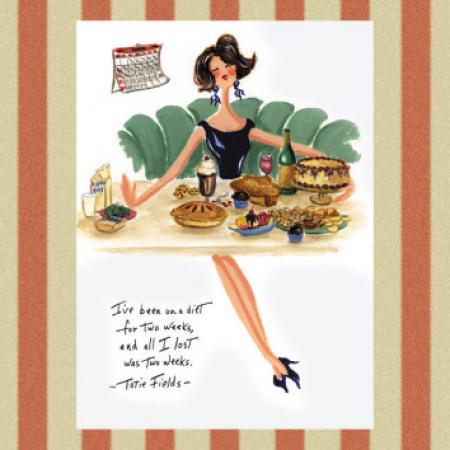 I've been on a diet
for two weeks,
and all I lost
was two weeks.
- Totie Fields -